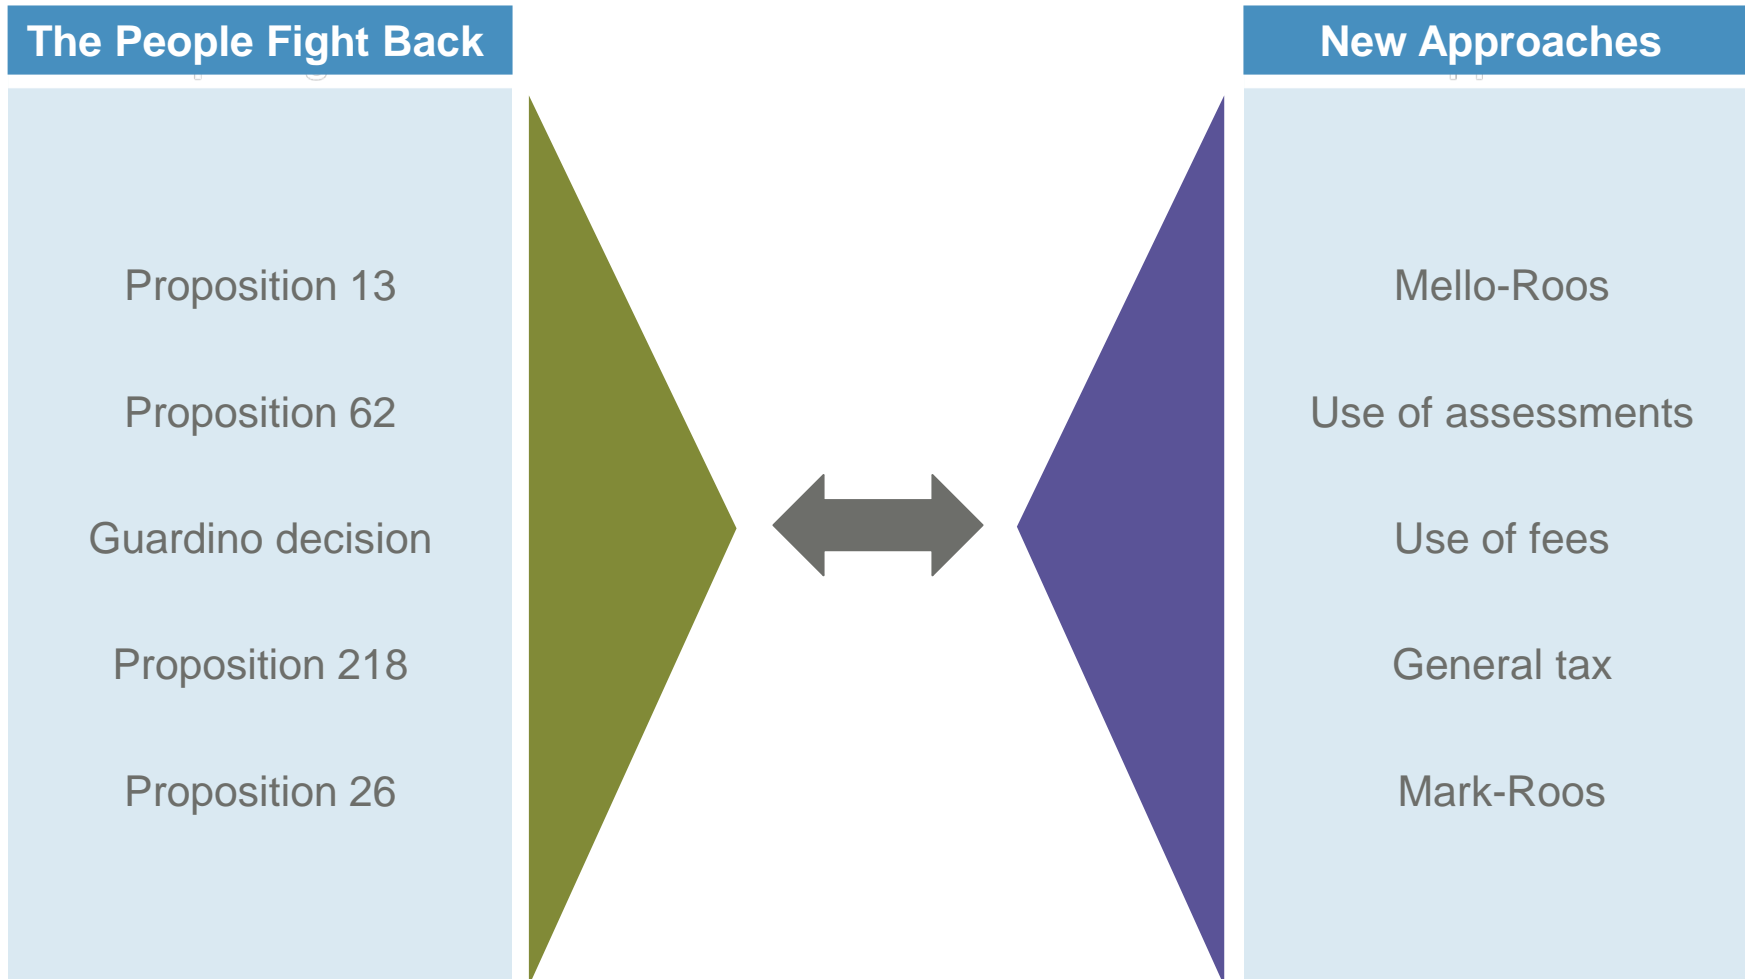 The People Fight Back
Proposition 13
Proposition 62
Guardino decision
Proposition 218
Proposition 26
New Approaches
Mello-Roos
Use of assessments
Use of fees
General tax
Mark-Roos